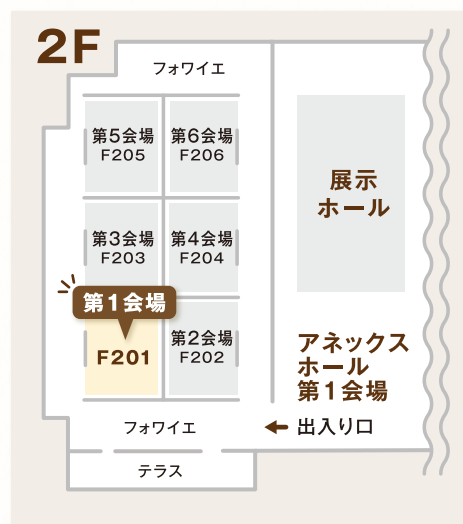 2F
フォワイエ
第5会場
F205
第6会場
F206
展示
ホール
第3会場
F203
第4会場
F204
第1会場
F201
第2会場
F202
アネックス
ホール
第1会場
フォワイエ
出入り口
テラス